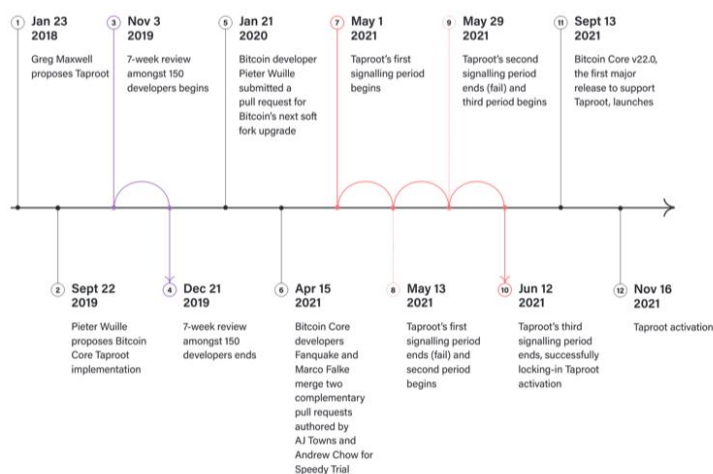 1
Jan 23
2018
Greg Maxwell
proposes Taproot
2
Sept 22
2019
Pieter Wuille
proposes Bitcoin
Core Taproot
implementation
3
Nov 3
2019
7-week review
amongst 150
developers begins
4
Dec 21
2019
7-week review
amongst 150
developers ends
5
Jan 21
2020
Bitcoin developer
Pieter Wuille
submitted a
pull request for
Bitcoin's next soft
fork upgrade
6
Apr 15
2021
Bitcoin Core
developers
Fanquake and
Marco Falke
merge two
complementary
pull requests
authored by
AJ Towns and
Andrew Chow for
Speedy Trial
7
May 1
2021
Taproot's first
signalling period
begins
8
May 13
2021
Taproot's first
signalling period
ends (fail) and
second period
begins
9
May 29
2021
Taproot's second
signalling period
ends (fail) and
third period begins
10
Jun 12
2021
Taproot's third
signalling period
ends, successfully
locking-in Taproot
activation
11
Sept 13
2021
Bitcoin Core v22.0,
the first major
release to support
Taproot, launches
12
Nov 16
2021
Taproot activation